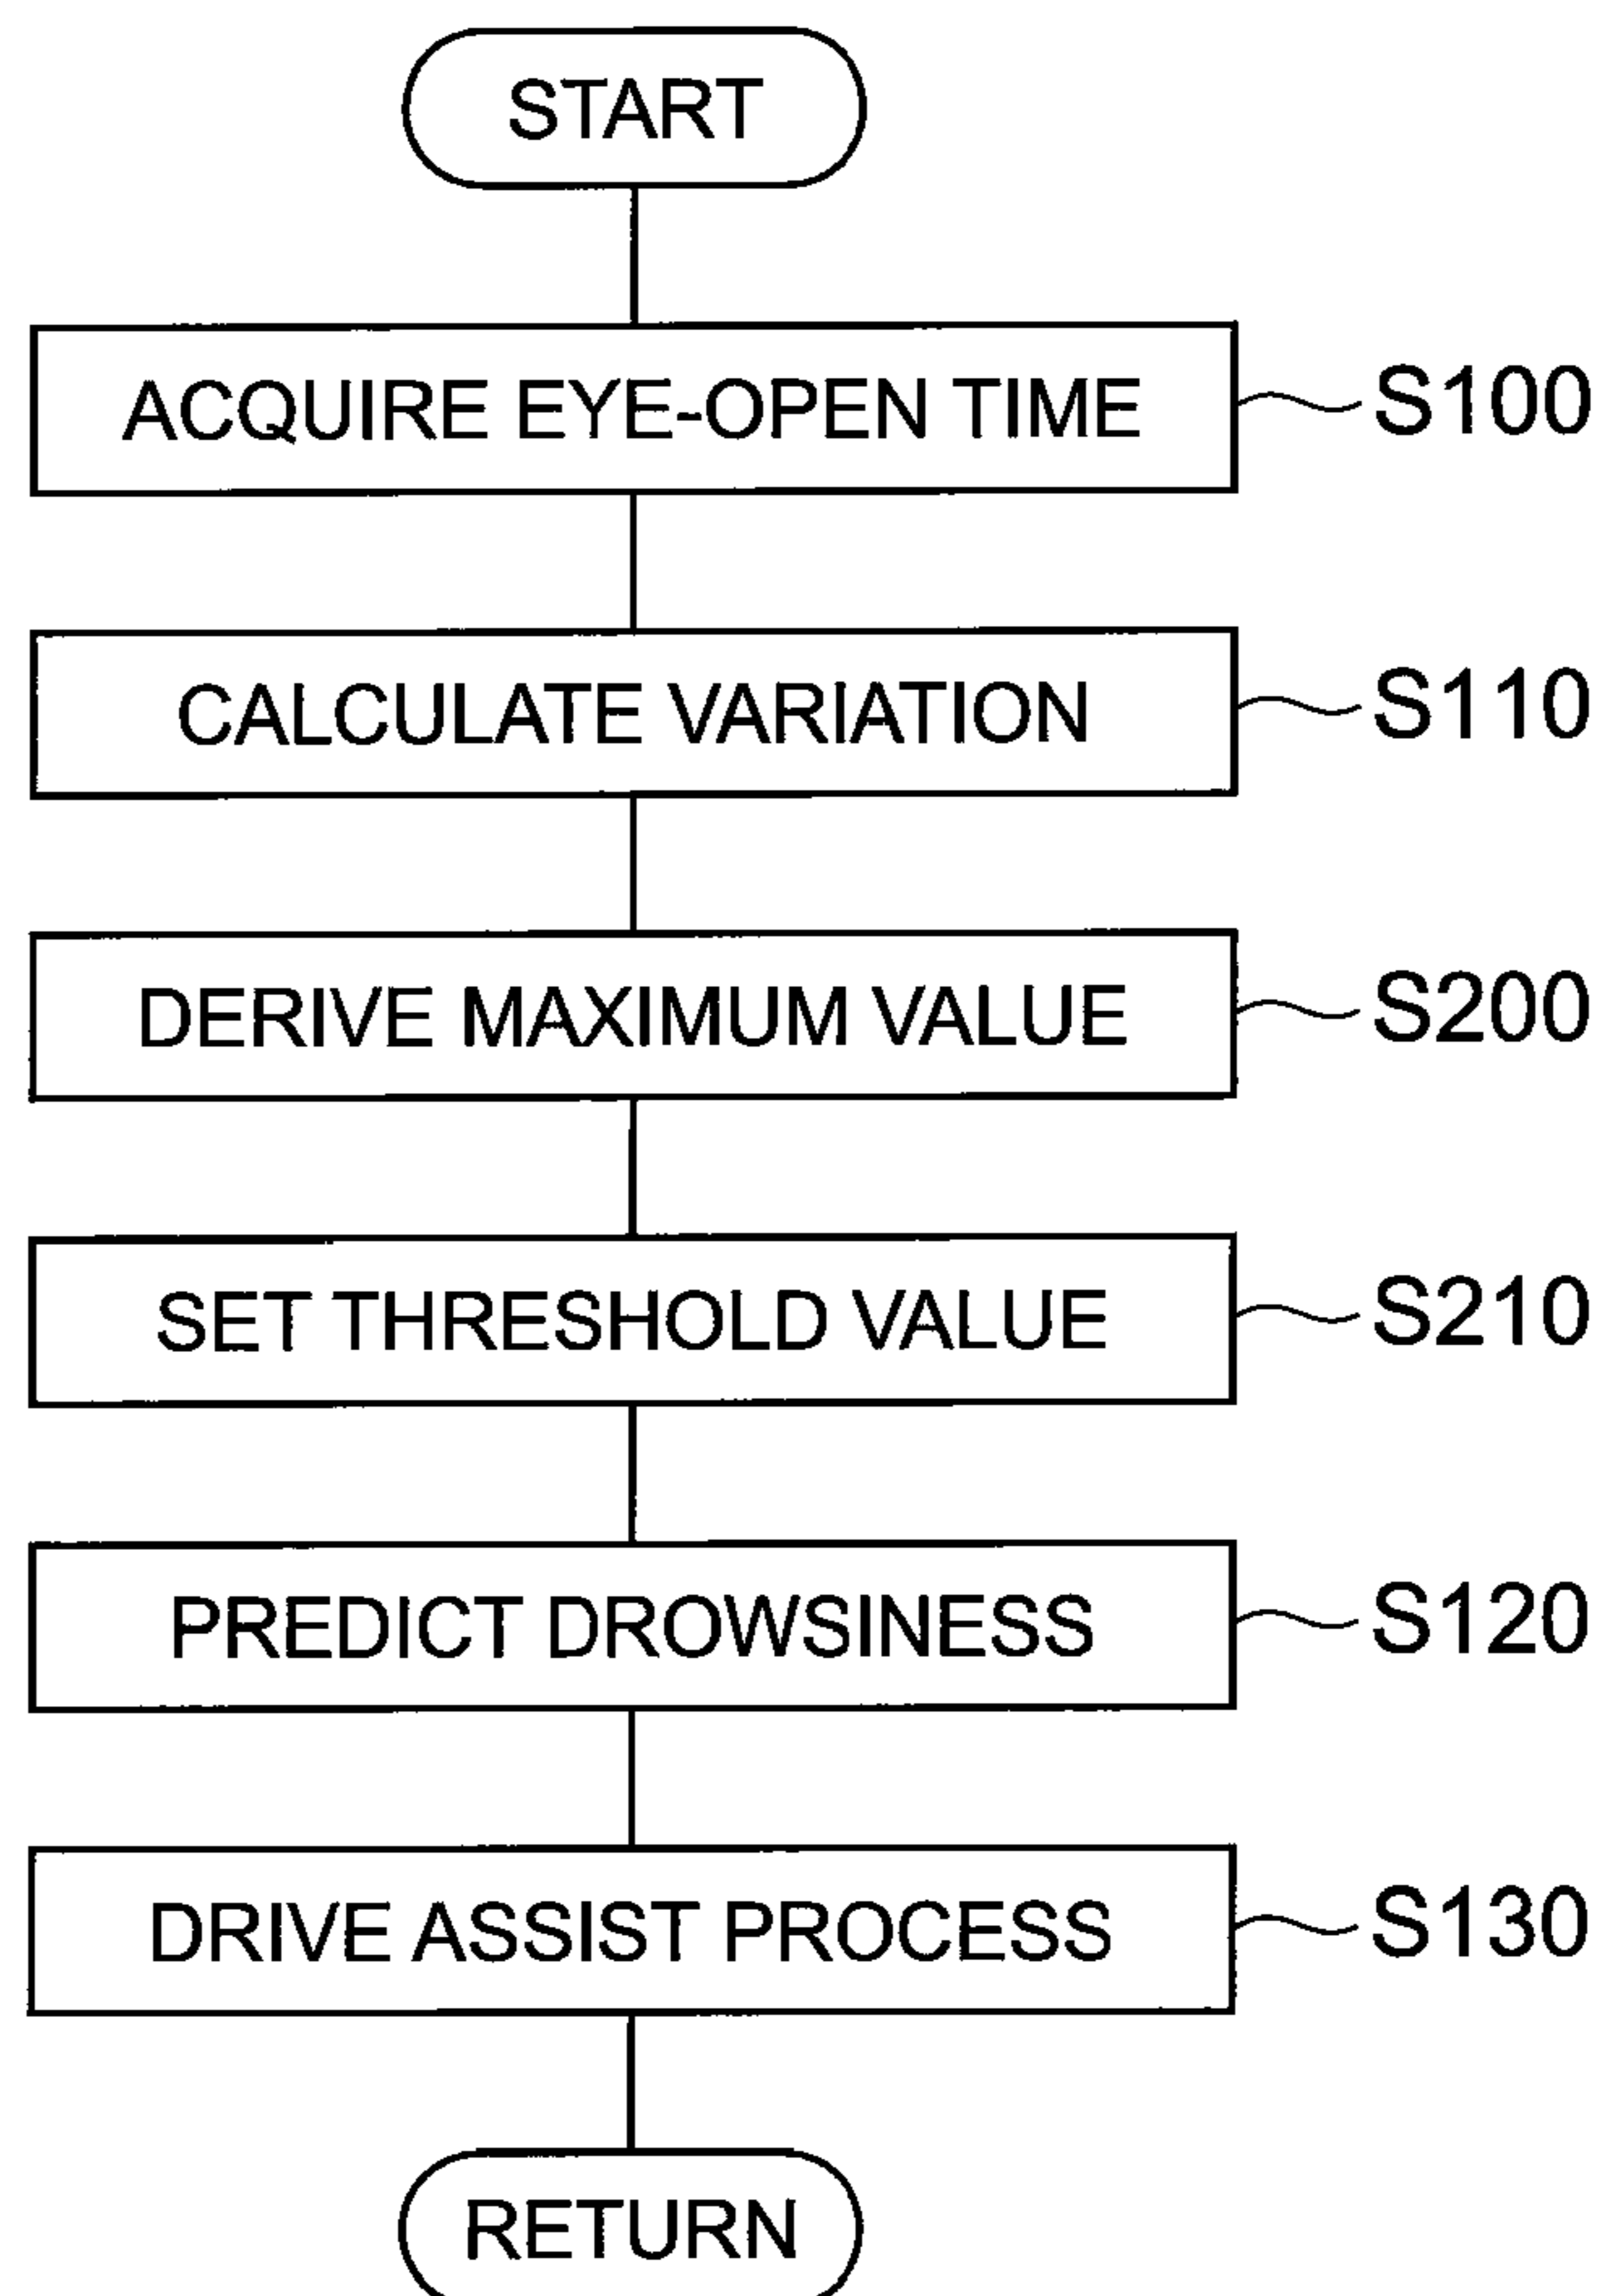 START
ACQUIRE EYE-OPEN TIME S100
CALCULATE VARIATION S110
DERIVE MAXIMUM VALUE S200
SET THRESHOLD VALUE S210
PREDICT DROWSINESS S120
DRIVE ASSIST PROCESS S130
RETURN